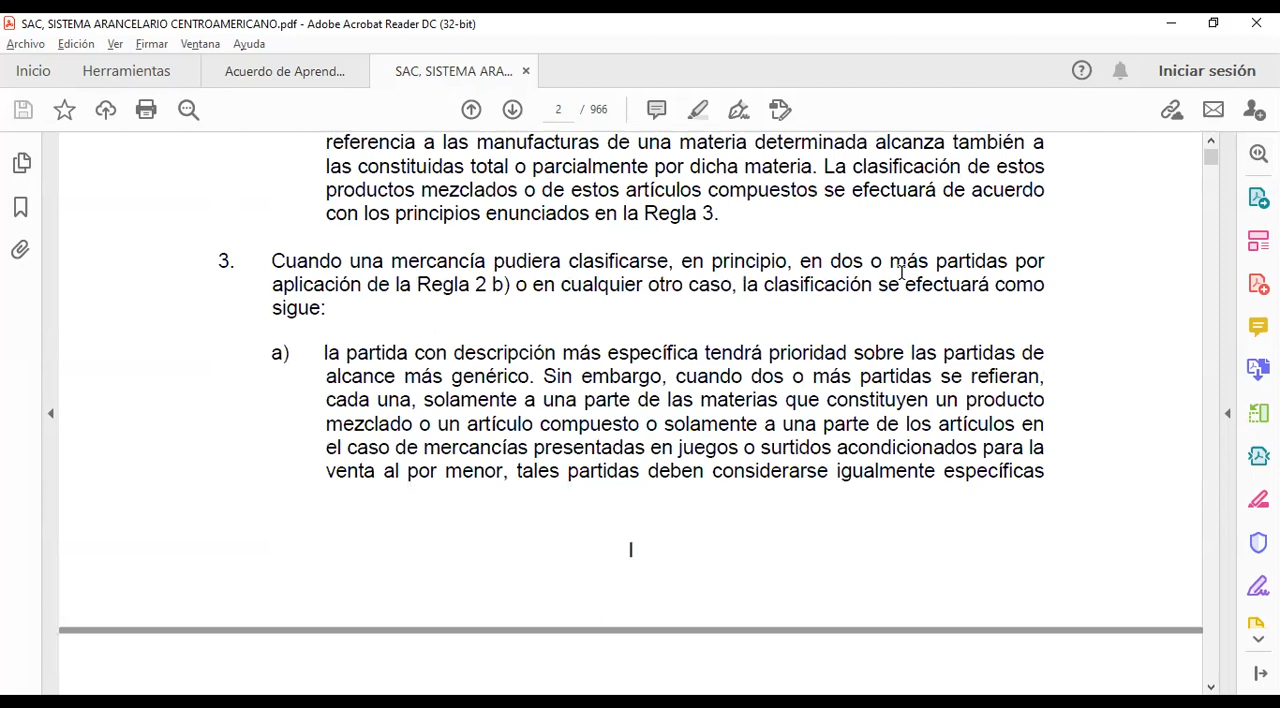 SAC, SISTEMA ARANCELARIO CENTROAMERICANO.pdf - Adobe Acrobat Reader DC (32-bit)
Archivo Edición Ver Firmar Ventana Ayuda
Inicio Herramientas Acuerdo de Aprend... SAC, SISTEMA ARA... × Iniciar sesión
2 / 966
referencia a las manufacturas de una materia determinada alcanza también a
las constituidas total o parcialmente por dicha materia. La clasificación de estos
productos mezclados o de estos artículos compuestos se efectuará de acuerdo
con los principios enunciados en la Regla 3.
3. Cuando una mercancía pudiera clasificarse, en principio, en dos o más partidas por
aplicación de la Regla 2 b) o en cualquier otro caso, la clasificación se efectuará como
sigue:
a) la partida con descripción más específica tendrá prioridad sobre las partidas de
alcance más genérico. Sin embargo, cuando dos o más partidas se refieran,
cada una, solamente a una parte de las materias que constituyen un producto
mezclado o un artículo compuesto o solamente a una parte de los artículos en
el caso de mercancías presentadas en juegos o surtidos acondicionados para la
venta al por menor, tales partidas deben considerarse igualmente específicas
I